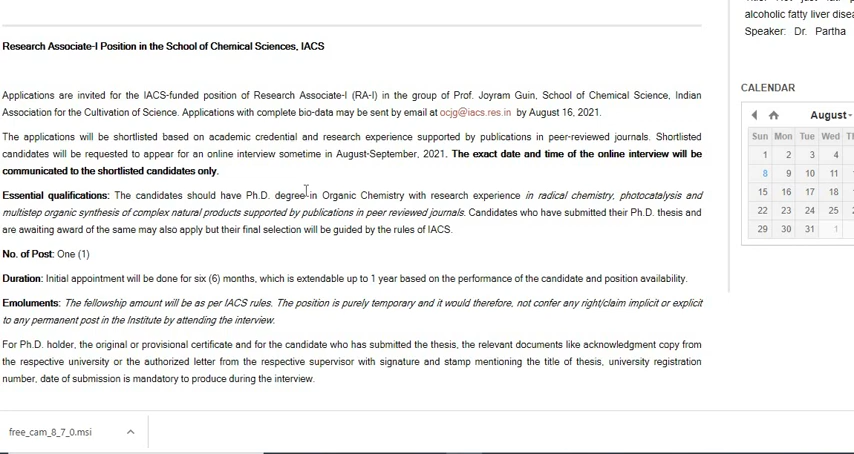 Research Associate-I Position in the School of Chemical Sciences, IACS
Applications are invited for the IACS-funded position of Research Associate-I (RA-I) in the group of Prof. Joyram Guin, School of Chemical Science, Indian
Association for the Cultivation of Science. Applications with complete bio-data may be sent by email at ocjg@iacs.res.in by August 16, 2021.
The applications will be shortlisted based on academic credential and research experience supported by publications in peer-reviewed journals. Shortlisted
candidates will be requested to appear for an online interview sometime in August-September, 2021. The exact date and time of the online interview will be
communicated to the shortlisted candidates only.
Essential qualifications: The candidates should have Ph.D. degree in Organic Chemistry with research experience in radical chemistry, photocatalysis and
multistep organic synthesis of complex natural products supported by publications in peer reviewed journals. Candidates who have submitted their Ph.D. thesis and
are awaiting award of the same may also apply but their final selection will be guided by the rules of IACS.
No. of Post: One (1)
Duration: Initial appointment will be done for six (6) months, which is extendable up to 1 year based on the performance of the candidate and position availability.
Emoluments: The fellowship amount will be as per IACS rules. The position is purely temporary and it would therefore, not confer any right/claim implicit or explicit
to any permanent post in the Institute by attending the interview.
For Ph.D. holder, the original or provisional certificate and for the candidate who has submitted the thesis, the relevant documents like acknowledgment copy from
the respective university or the authorized letter from the respective supervisor with signature and stamp mentioning the title of thesis, university registration
number, date of submission is mandatory to produce during the interview.
alcoholic fatty liver dise
Speaker: Dr. Partha
CALENDAR
August-
Sun Mon Tue Wed Th
1 2 3 4
8 9 10 11
15 16 17 18
22 23 24 25
29 30 31 1
free_cam_8_7_0.msi